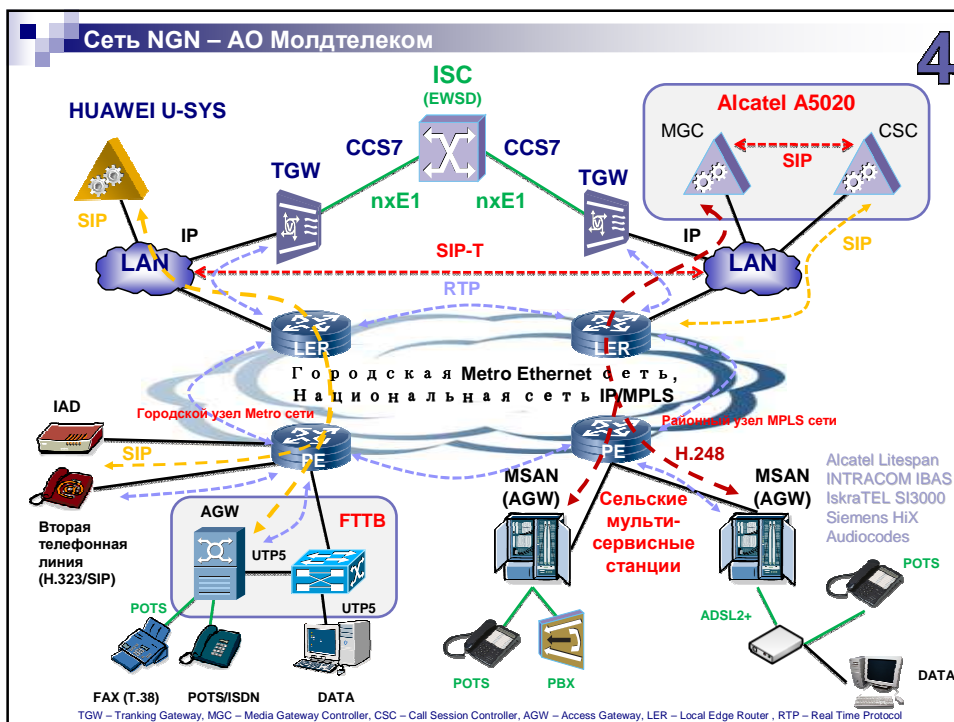 Сеть NGN – АО Молдтелеком
4
ISC
(EWSD)
HUAWEI U-SYS
Alcatel A5020
MGC
CSC
SIP
CCS7
CCS7
TGW
TGW
nxE1
nxE1
SIP
IP
IP
SIP
LAN
SIP-T
LAN
RTP
LER
LER
Городская Metro Ethernet сеть,
Национальная сеть IP/MPLS
IAD
Городской узел Metro сети
Районный узел MPLS сети
SIP
PE
PE
H.248
MSAN
(AGW)
MSAN
(AGW)
Alcatel Litespan
INTRACOM IBAS
IskraTEL SI3000
Siemens HiX
Audiocodes
Вторая
телефонная
линия
(H.323/SIP)
AGW
FTTB
UTP5
UTP5
Сельские
мульти-
сервисные
станции
POTS
POTS
ADSL2+
FAX (T.38)
POTS/ISDN
DATA
POTS
PBX
DATA
TGW – Tranking Gateway, MGC – Media Gateway Controller, CSC – Call Session Controller, AGW – Access Gateway, LER – Local Edge Router , RTP – Real Time Protocol